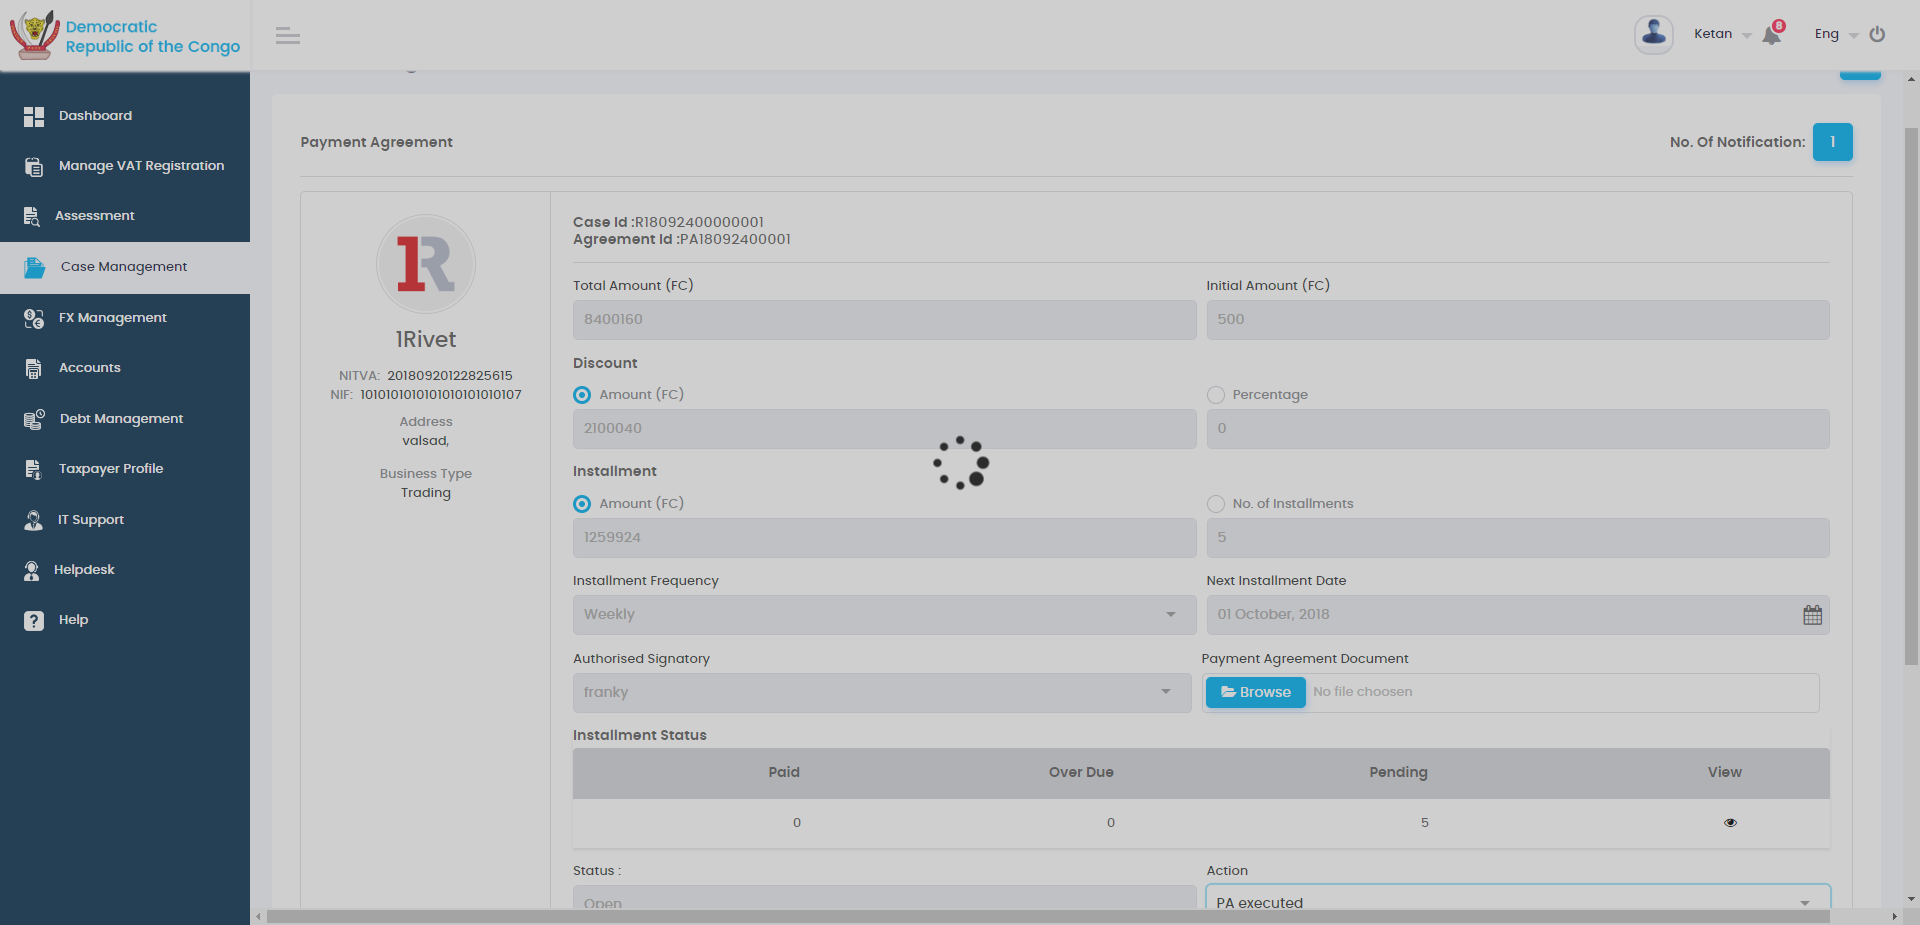 Democratic
Republic of the Congo
Ketan
8
Eng
Dashboard
Manage VAT Registration
Assessment
Case Management
FX Management
Accounts
Debt Management
Taxpayer Profile
IT Support
Helpdesk
Help
Payment Agreement
No. Of Notification: 1
1R
1Rivet
NITVA: 20180920122825615
NIF: 1010101010101010101010107
Address
valsad,
Business Type
Trading
Case Id :R18092400000001
Agreement Id :PA18092400001
Total Amount (FC)
Initial Amount (FC)
8400160
500
Discount
Amount (FC)
Percentage
2100040
0
Installment
Amount (FC)
No. of Installments
1259924
5
Installment Frequency
Next Installment Date
Weekly
01 October, 2018
Authorised Signatory
Payment Agreement Document
franky
Browse No file choosen
Installment Status
Paid Over Due Pending View
0 0 5
Status :
Action
Open
PA executed